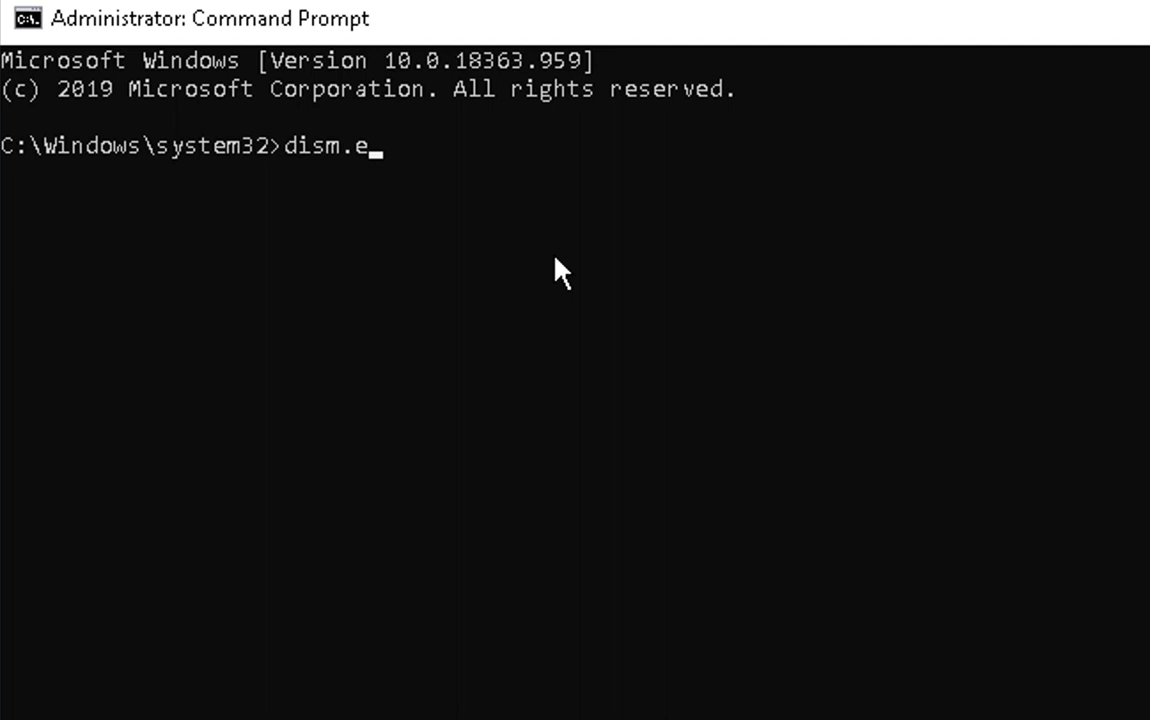 Administrator: Command Prompt
Microsoft Windows [Version 10.0.18363.959]
(c) 2019 Microsoft Corporation. All rights reserved.
C:\Windows\system32>dism.e